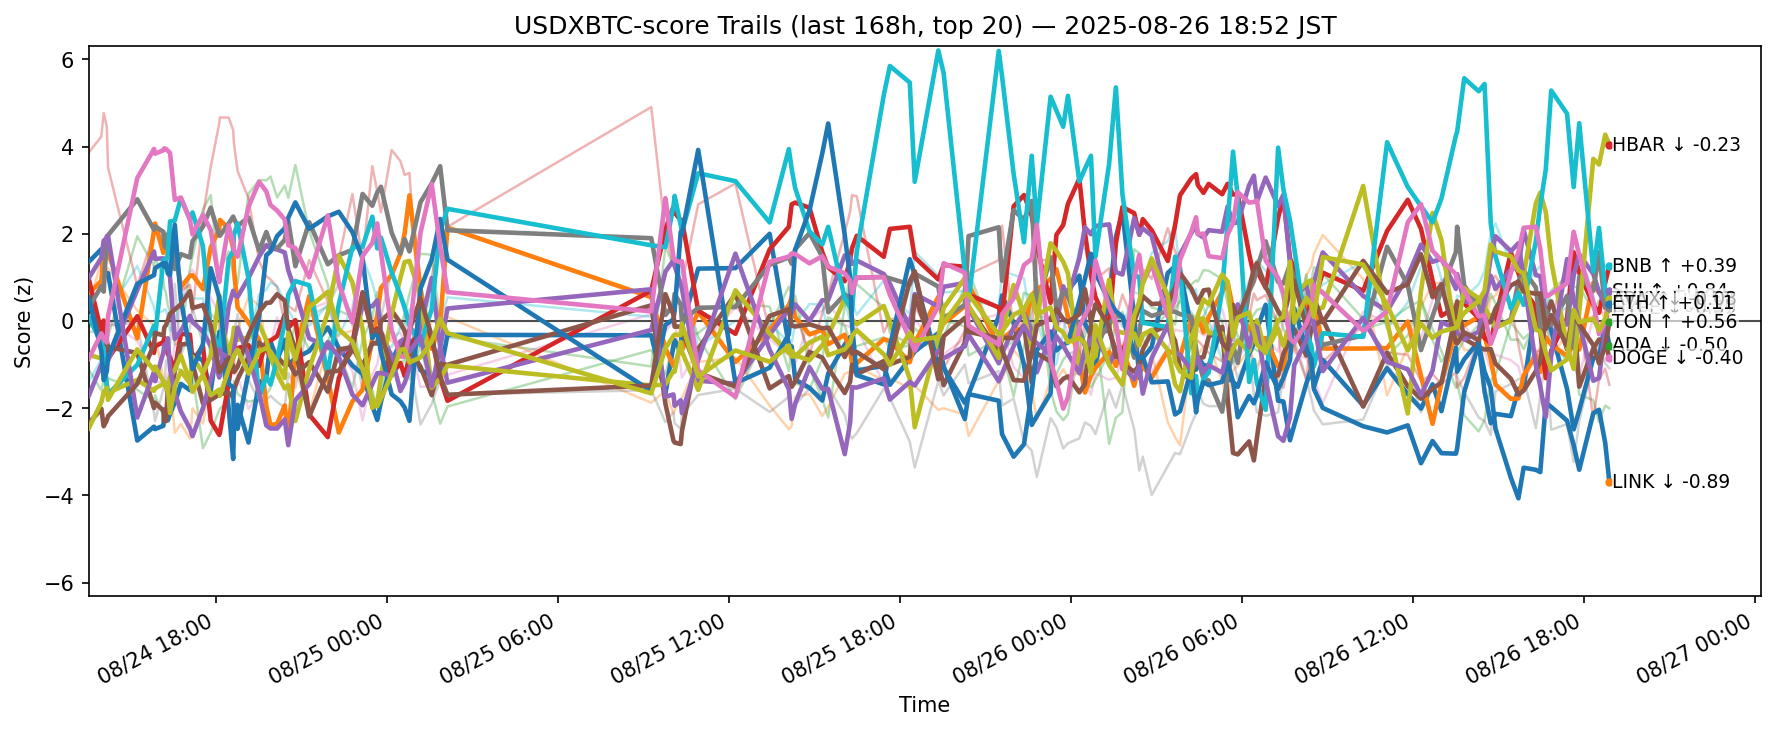 USDXBTC-score Trails (last 168h, top 20) — 2025-08-26 18:52 JST
Score (z)
6
4
2
0
−2
−4
−6
HBAR ↓ -0.23
BNB ↑ +0.39
SUI ↑ +0.84
ETH ↑ +0.11
TON ↑ +0.56
ADA ↓ -0.50
DOGE ↓ -0.40
LINK ↓ -0.89
08/24 18:00
08/25 00:00
08/25 06:00
08/25 12:00
08/25 18:00
08/26 00:00
08/26 06:00
08/26 12:00
08/26 18:00
08/27 00:00
Time